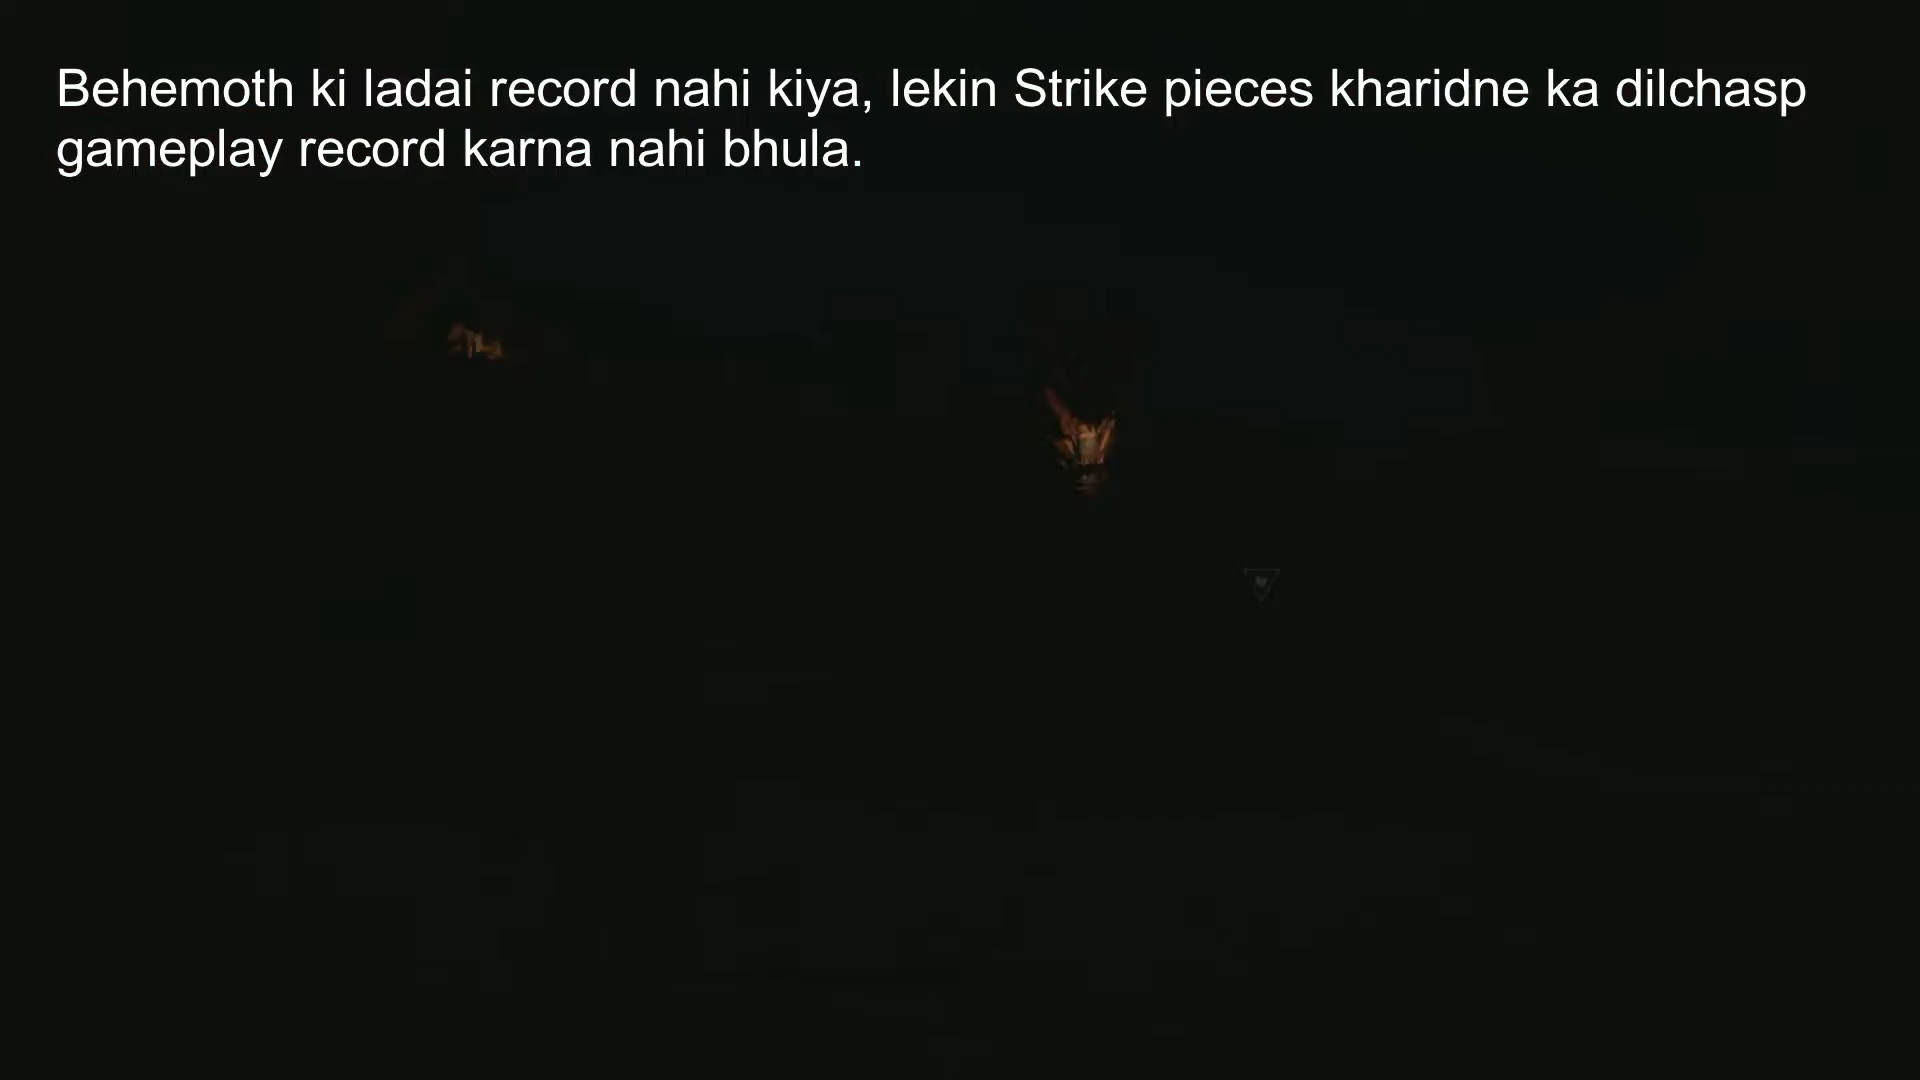 Behemoth ki ladai record nahi kiya, lekin Strike pieces kharidne ka dilchasp
gameplay record karna nahi bhula.